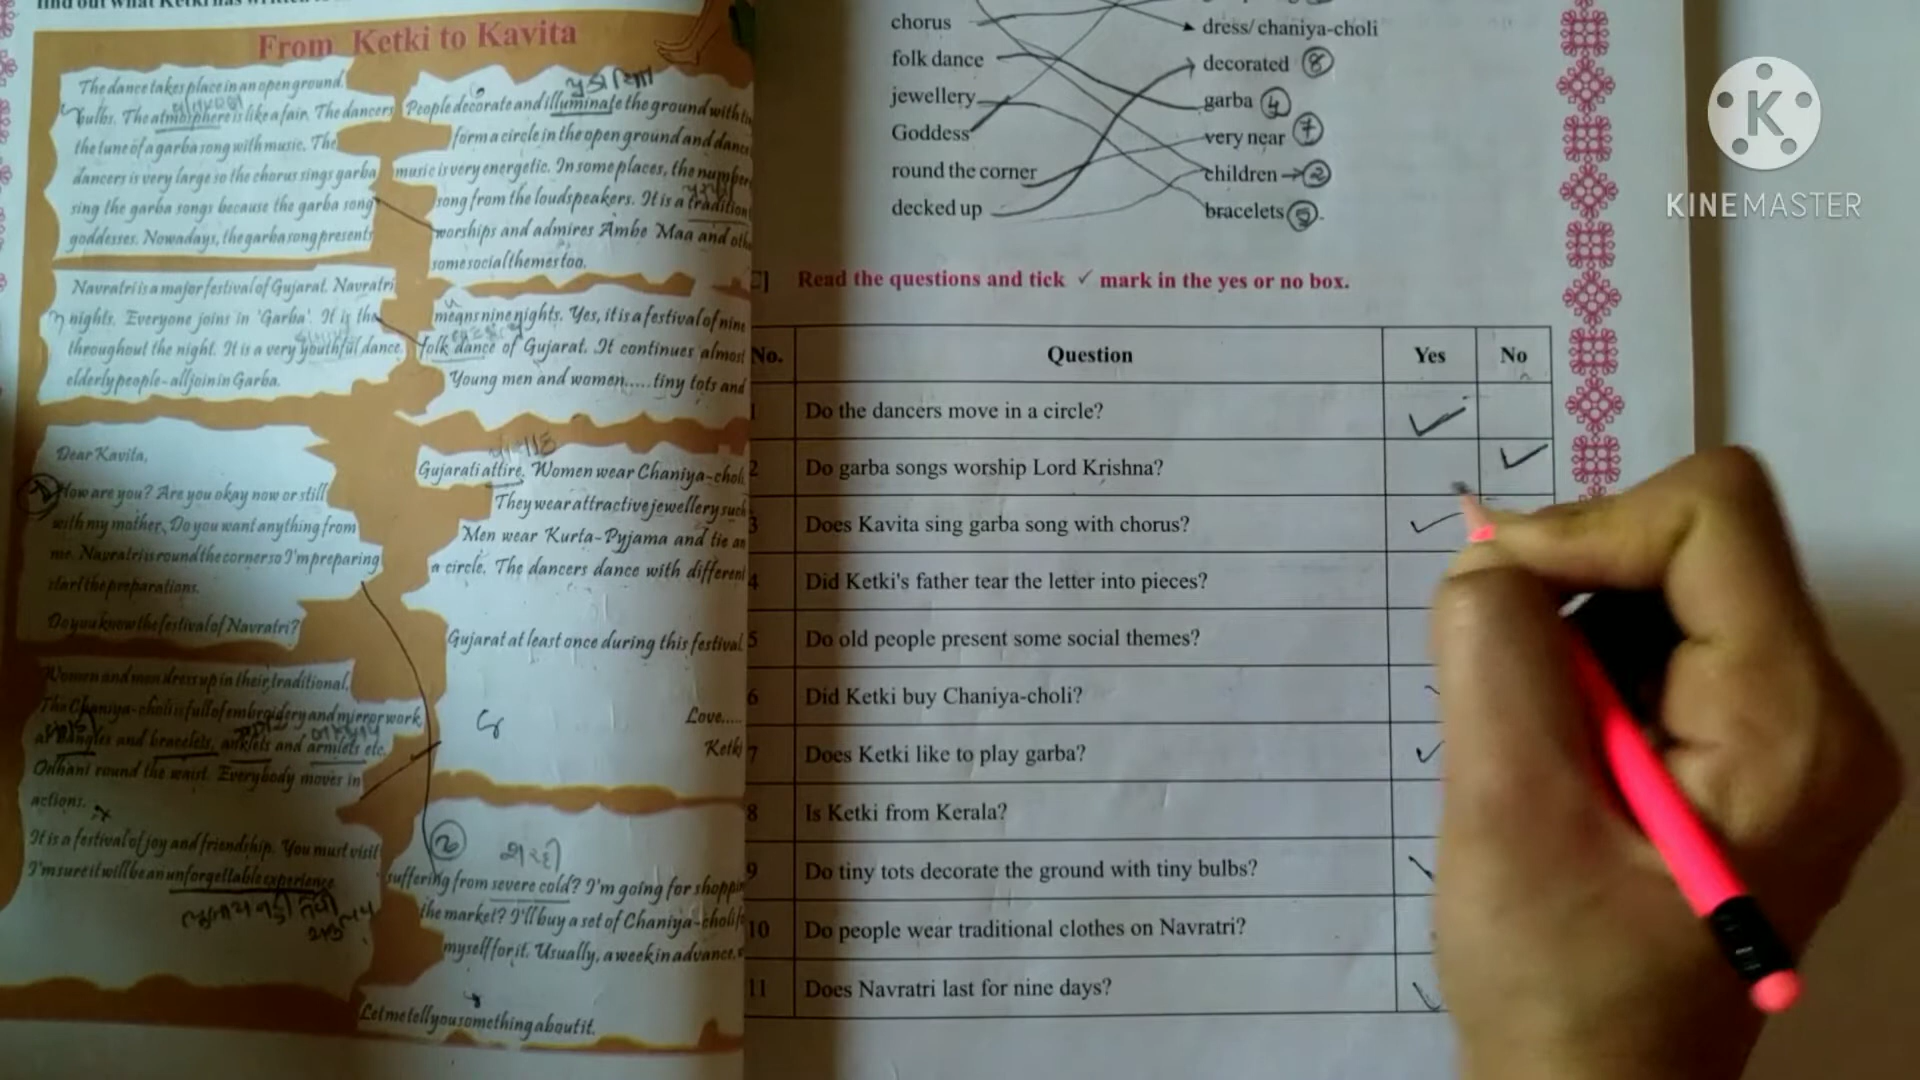 From Ketki to Kavita
The dance takes place in an open ground.
bulbs. The atmosphere is like a fair. The dancers
the tune of a garba song with music. The
dancers is very large so the chorus sings garba
sing the garba songs because the garba song
goddesses. Nowadays, the garba song presents
People decorate and illuminate the ground with
form a circle in the open ground and dance
music is very energetic. In some places, the number
song from the loudspeakers. It is a tradition
worships and admires Ambe Maa and oth
some social themes too.
Navratri is a major festival of Gujarat. Navratri
nights. Everyone joins in 'Garba'. It is the
throughout the night. It is a very youthful dance.
elderly people - all join in Garba.
means nine nights. Yes, it is a festival of nine
folk dance of Gujarat. It continues almost
Young men and women.....tiny tots and
Dear Kavita,
How are you? Are you okay now or still
with my mother. Do you want anything from
me. Navratri is round the corner so I'm preparing
start the preparations.
Do you know the festival of Navratri?
Gujarati attire. Women wear Chaniya-choli
They wear attractive jewellery such
Men wear Kurta-Pyjama and tie an
a circle. The dancers dance with different
Gujarat at least once during this festival.
Love....
Ketki
Women and men dress up in their traditional,
The Chaniya-choli is full of embroidery and mirror work
as bangles and bracelets, anklets and armlets etc.
Odhani round the waist. Everybody moves in
actions.
It is a festival of joy and friendship. You must visit
I'm sure it will be an unforgettable experience
શરદી
suffering from severe cold? I'm going for shoppin
the market? I'll buy a set of Chaniya-choli
myself for it. Usually, a week in advance,
Let me tell you something about it.
chorus
folk dance
jewellery
Goddess
round the corner
decked up
dress/ chaniya-choli
decorated
garba
very near
children
bracelets
Read the questions and tick ✓ mark in the yes or no box.
No. Question Yes No
1 Do the dancers move in a circle? ✓
2 Do garba songs worship Lord Krishna? ✓
3 Does Kavita sing garba song with chorus? ✓
4 Did Ketki's father tear the letter into pieces?
5 Do old people present some social themes?
6 Did Ketki buy Chaniya-choli?
7 Does Ketki like to play garba? ✓
8 Is Ketki from Kerala?
9 Do tiny tots decorate the ground with tiny bulbs?
10 Do people wear traditional clothes on Navratri?
11 Does Navratri last for nine days?
K
KINEMASTER